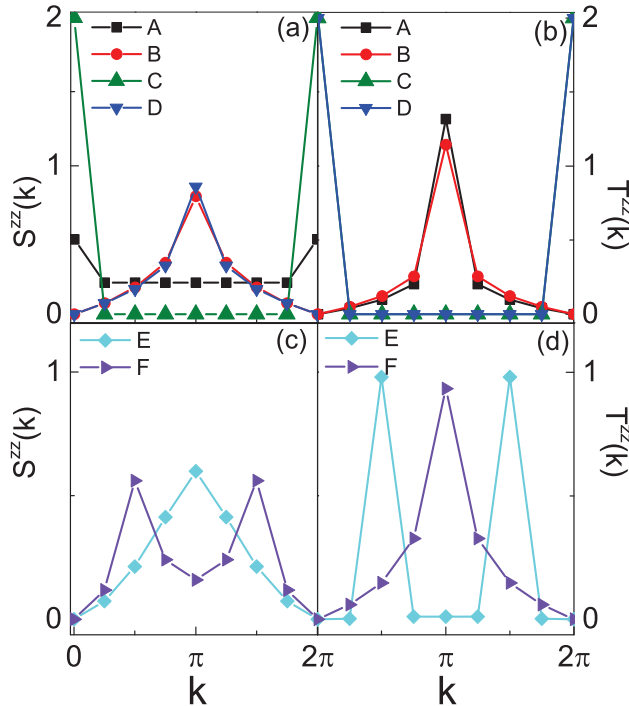 2
(a)
A
B
C
D
1
0
S^{zz}(k)
2
(b)
A
B
C
D
1
0
T^{zz}(k)
(c)
E
F
1
0
S^{zz}(k)
(d)
E
F
1
0
T^{zz}(k)
0 π 2π π 2π
k k